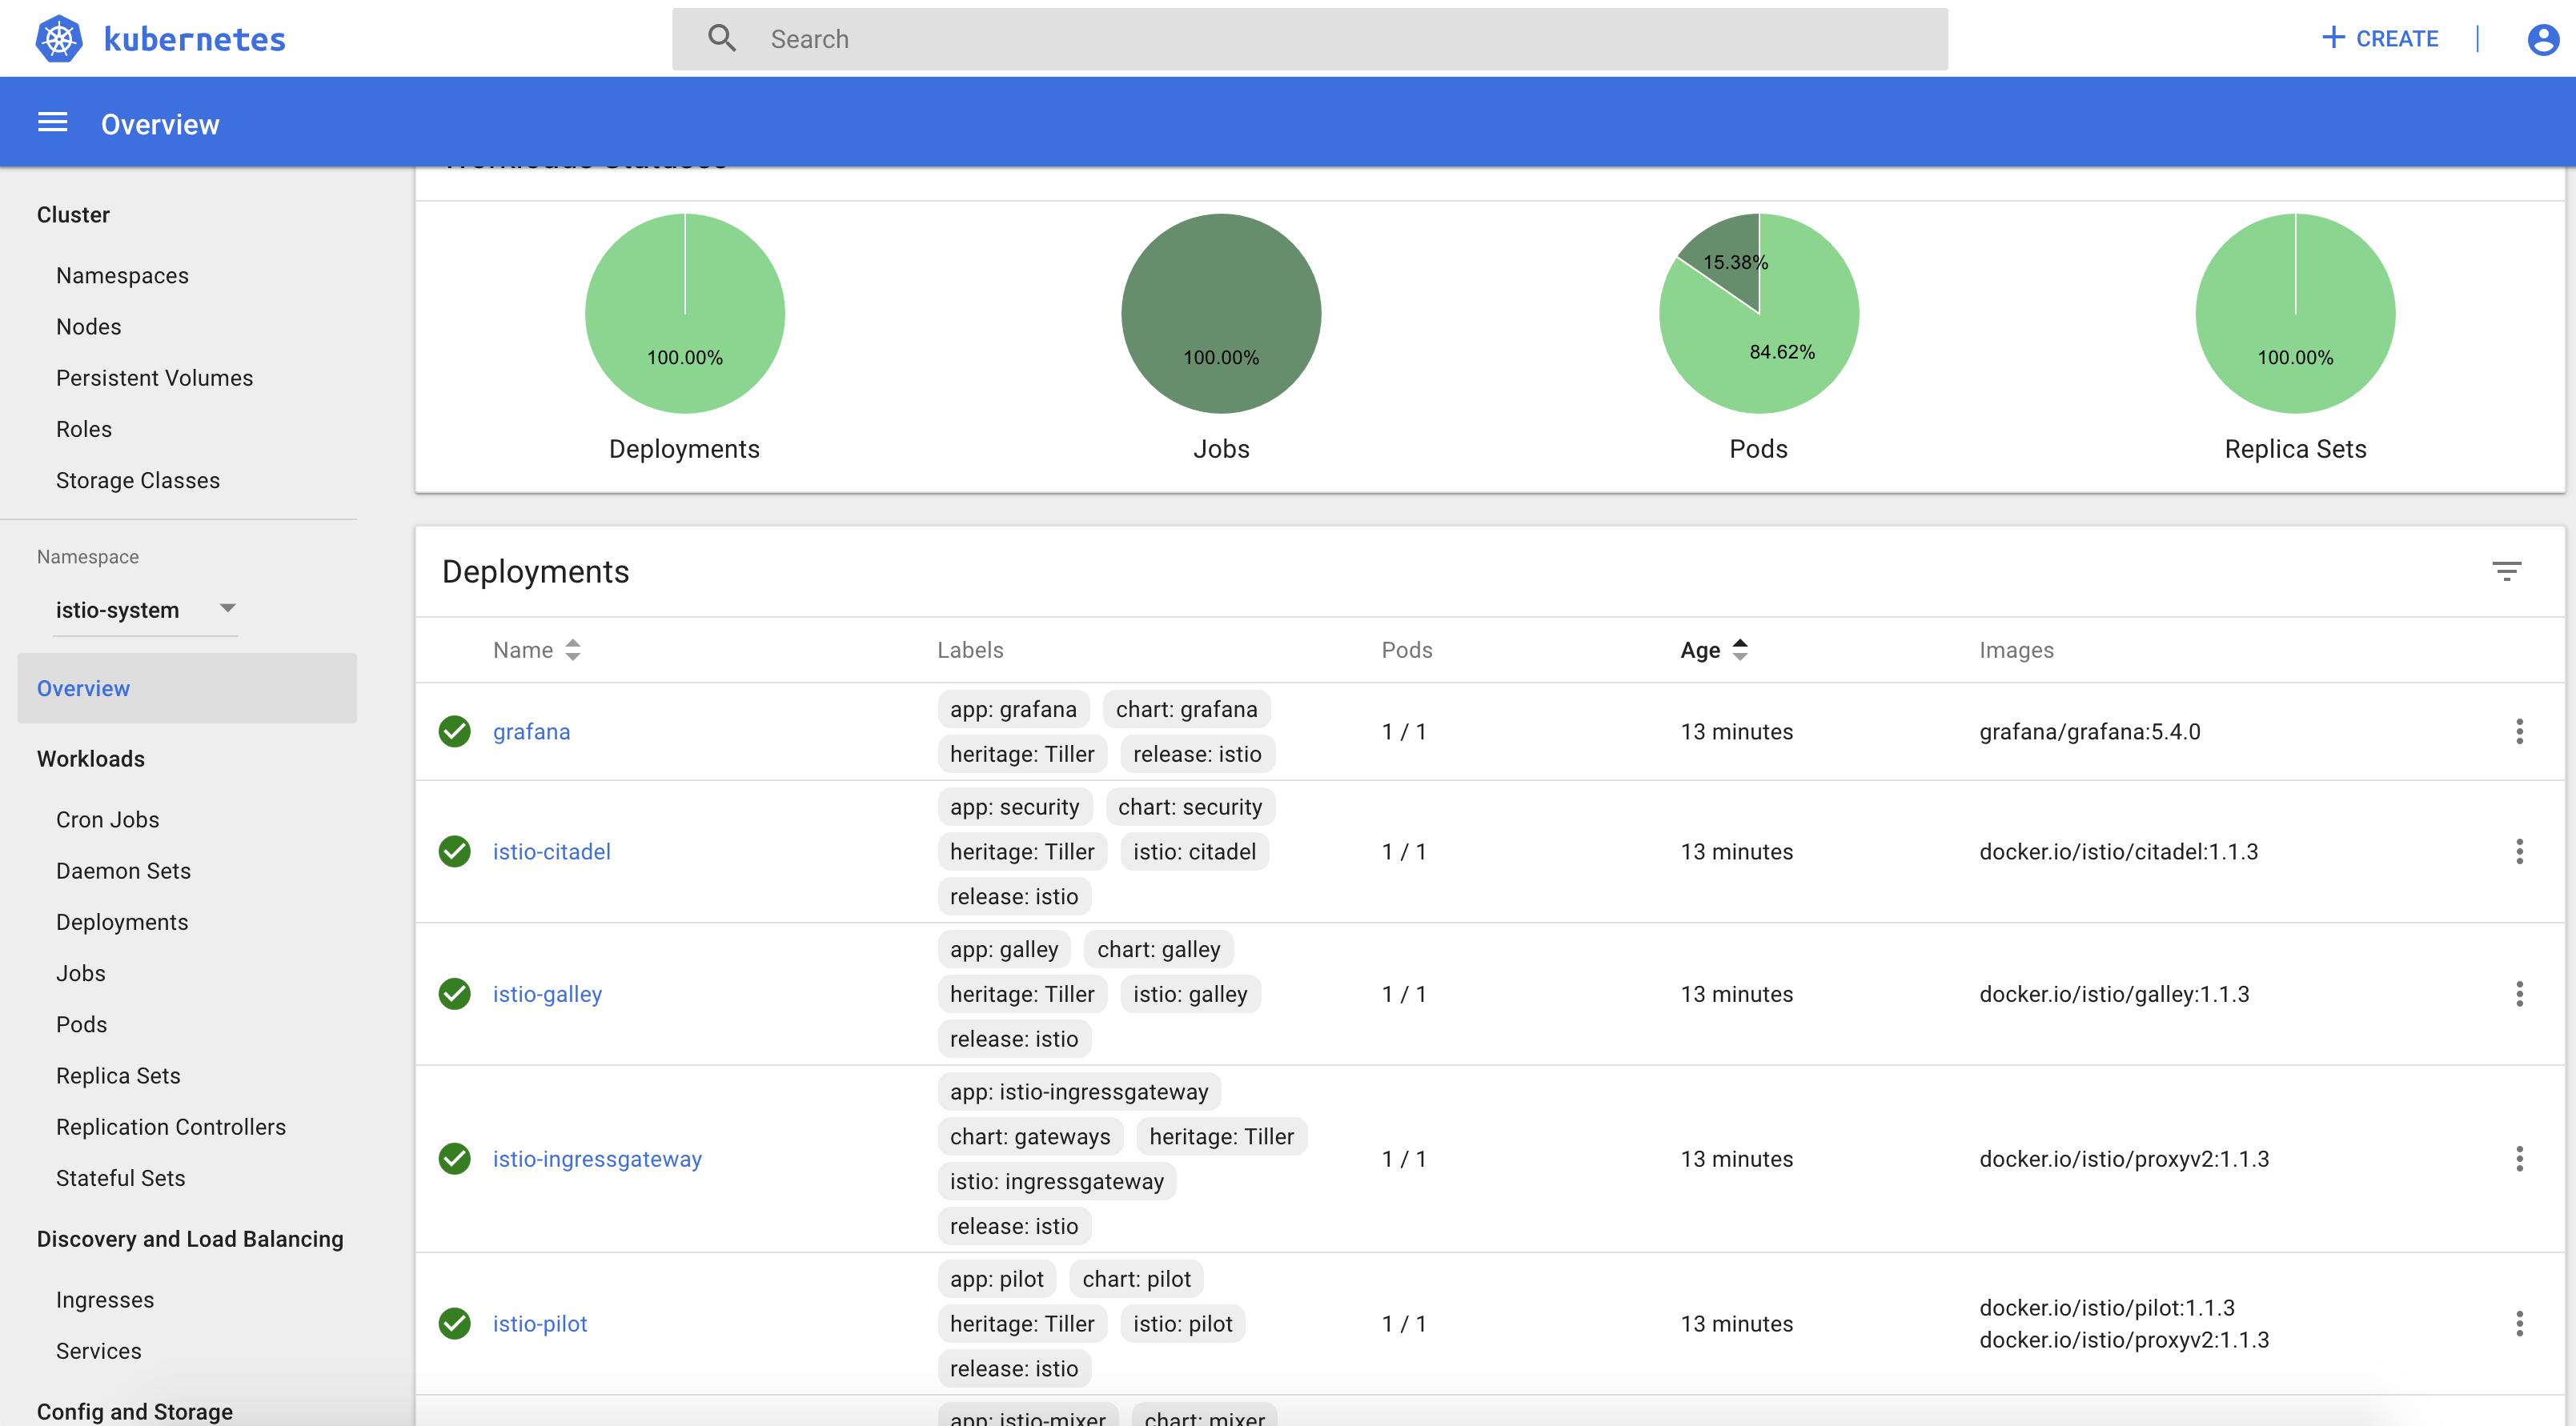 kubernetes
Search
CREATE
Overview
Workloads Statuses
Cluster
Namespaces
Nodes
Persistent Volumes
Roles
Storage Classes
Namespace
istio-system
Overview
Workloads
Cron Jobs
Daemon Sets
Deployments
Jobs
Pods
Replica Sets
Replication Controllers
Stateful Sets
Discovery and Load Balancing
Ingresses
Services
Config and Storage
100.00%
Deployments
100.00%
Jobs
15.38%
84.62%
Pods
100.00%
Replica Sets
Deployments
Name Labels Pods Age Images
grafana
app: grafana chart: grafana
heritage: Tiller release: istio
1 / 1
13 minutes
grafana/grafana:5.4.0
istio-citadel
app: security chart: security
heritage: Tiller istio: citadel
release: istio
1 / 1
13 minutes
docker.io/istio/citadel:1.1.3
istio-galley
app: galley chart: galley
heritage: Tiller istio: galley
release: istio
1 / 1
13 minutes
docker.io/istio/galley:1.1.3
istio-ingressgateway
app: istio-ingressgateway
chart: gateways heritage: Tiller
istio: ingressgateway
release: istio
1 / 1
13 minutes
docker.io/istio/proxyv2:1.1.3
istio-pilot
app: pilot chart: pilot
heritage: Tiller istio: pilot
release: istio
1 / 1
13 minutes
docker.io/istio/pilot:1.1.3
docker.io/istio/proxyv2:1.1.3
app: istio-mixer chart: mixer